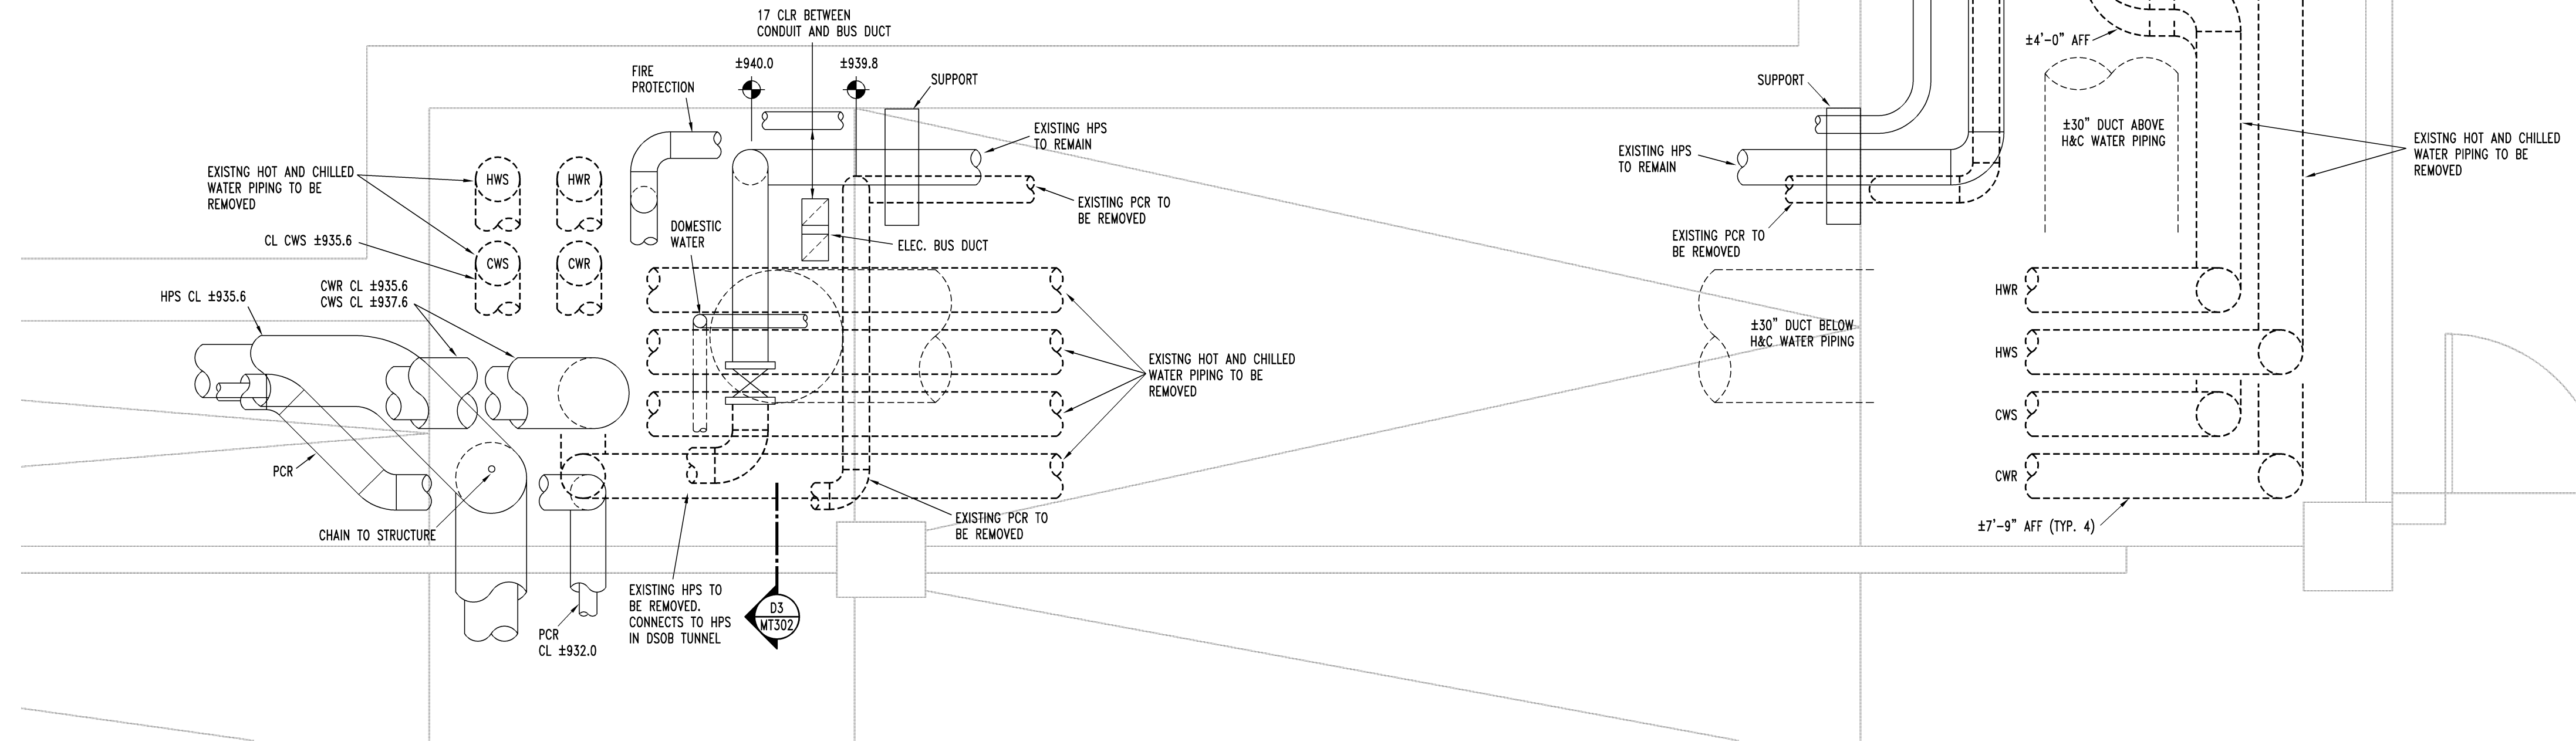 17 CLR BETWEEN
CONDUIT AND BUS DUCT
±940.0
±939.8
FIRE
PROTECTION
SUPPORT
EXISTING HPS
TO REMAIN
EXISTNG HOT AND CHILLED
WATER PIPING TO BE
REMOVED
HWS
HWR
CL CWS ±935.6
CWS
CWR
DOMESTIC
WATER
EXISTING PCR TO
BE REMOVED
ELEC. BUS DUCT
HPS CL ±935.6
CWR CL ±935.6
CWS CL ±937.6
EXISTNG HOT AND CHILLED
WATER PIPING TO BE
REMOVED
PCR
CHAIN TO STRUCTURE
EXISTING PCR TO
BE REMOVED
EXISTING HPS TO
BE REMOVED.
CONNECTS TO HPS
IN DSOB TUNNEL
D3
MT302
PCR
CL ±932.0
±4'-0" AFF
SUPPORT
±30" DUCT ABOVE
H&C WATER PIPING
EXISTING HPS
TO REMAIN
EXISTNG HOT AND CHILLED
WATER PIPING TO BE
REMOVED
EXISTING PCR TO
BE REMOVED
HWR
±30" DUCT BELOW
H&C WATER PIPING
HWS
CWS
CWR
±7'-9" AFF (TYP. 4)